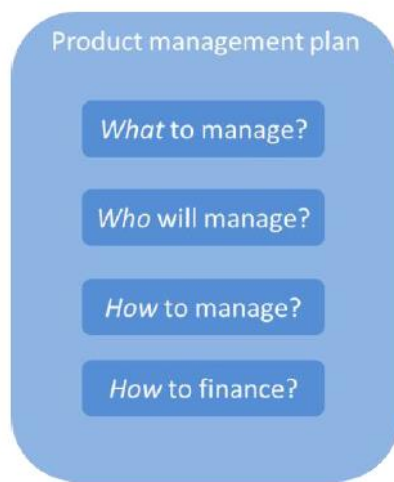 Product management plan
What to manage?
Who will manage?
How to manage?
How to finance?